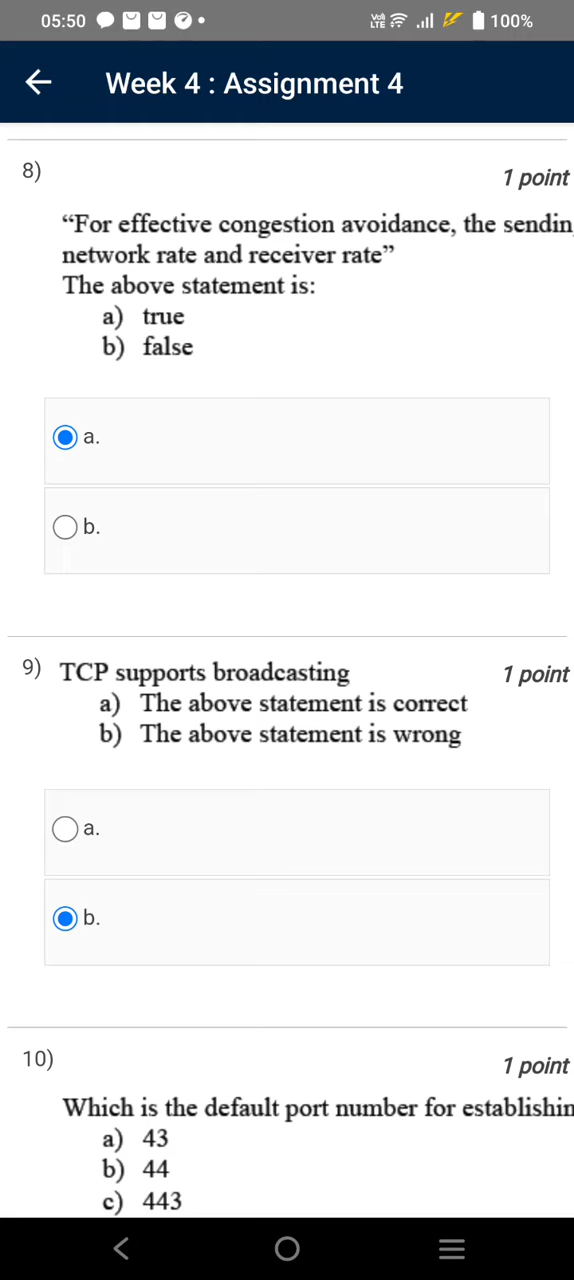 05:50 Vo) LTE 100%
Week 4 : Assignment 4
8)
1 point
“For effective congestion avoidance, the sendin
network rate and receiver rate”
The above statement is:
a) true
b) false
a.
b.
9) TCP supports broadcasting 1 point
a) The above statement is correct
b) The above statement is wrong
a.
b.
10)
1 point
Which is the default port number for establishin
a) 43
b) 44
c) 443